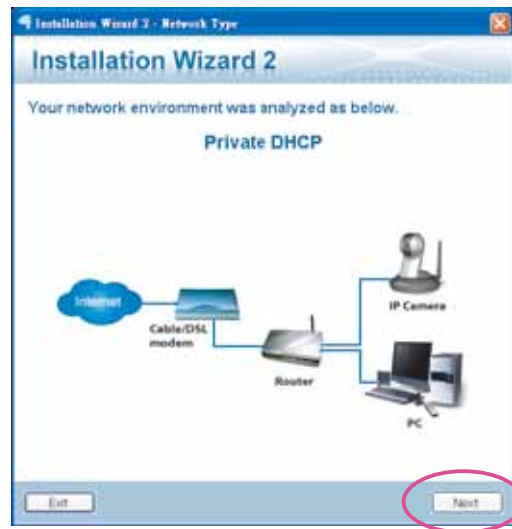 Installation Wizard 2 - Network Type
Installation Wizard 2
Your network environment was analyzed as below.
Private DHCP
Internet
Cable/DSL
modem
Router
IP Camera
PC
Exit
Next